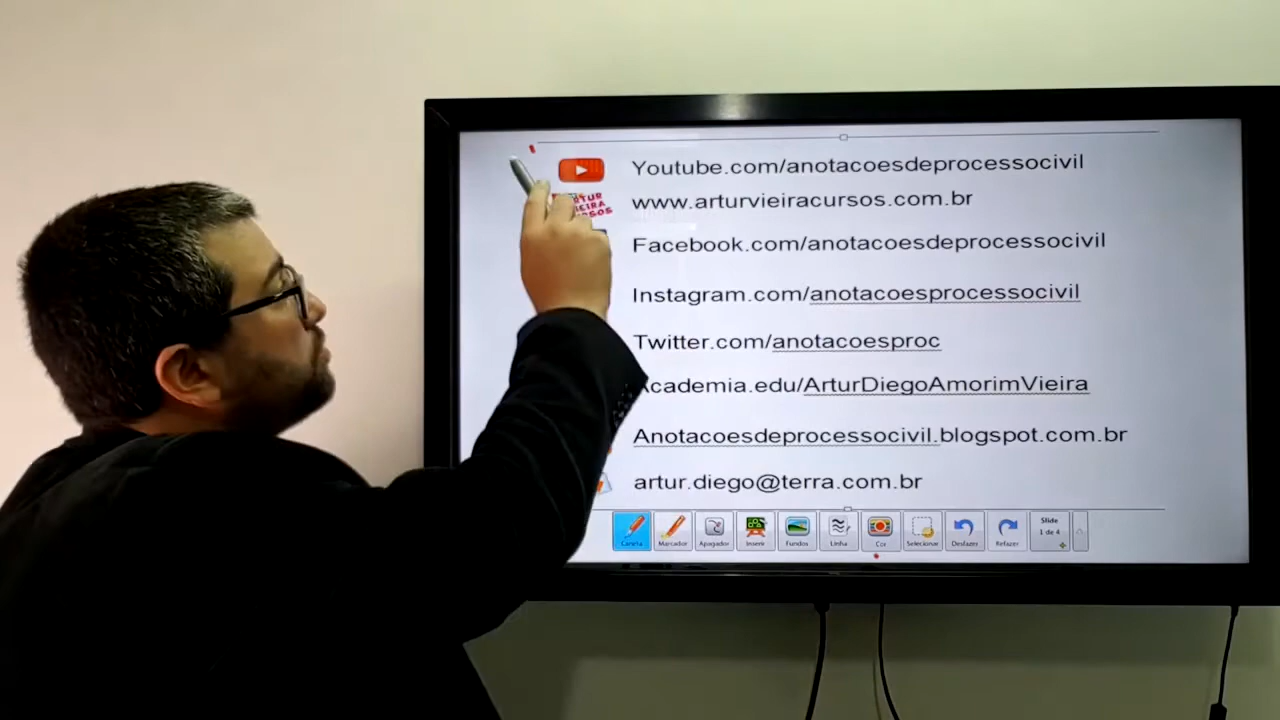 Youtube.com/anotacoesdeprocessocivil
www.arturvieiracursos.com.br
Facebook.com/anotacoesdeprocessocivil
Instagram.com/anotacoesprocessocivil
Twitter.com/anotacoesproc
Academia.edu/ArturDiegoAmorimVieira
Anotacoesdeprocessocivil.blogspot.com.br
artur.diego@terra.com.br
Caneta Marcador Apagador Inserir Fundos Linha Cor Selecionar Desfazer Refazer Slide
1 de 4